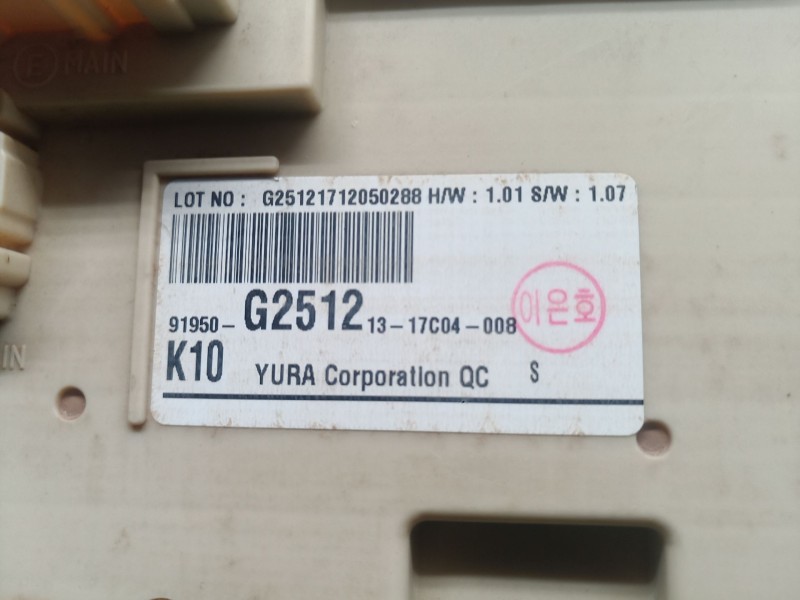 E MAIN
LOT NO : G25121712050288 H/W : 1.01 S/W : 1.07
91950- G2512 13-17C04-008
이은호
K10 YURA Corporation QC S
IN